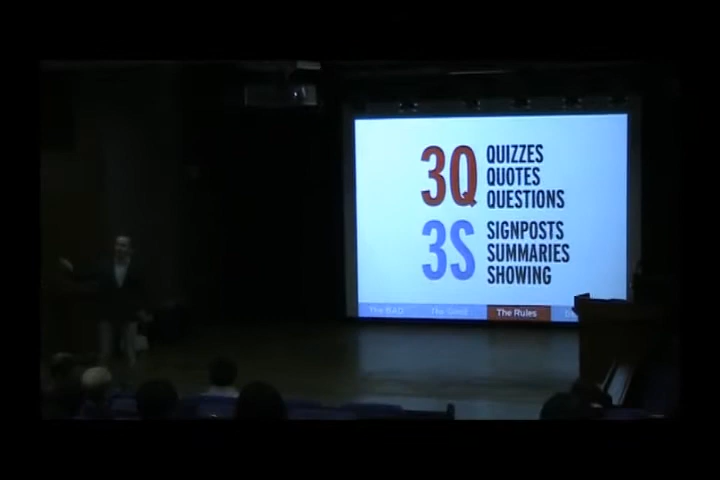 3Q QUIZZES
QUOTES
QUESTIONS
3S SIGNPOSTS
SUMMARIES
SHOWING
The BAD The Good The Rules